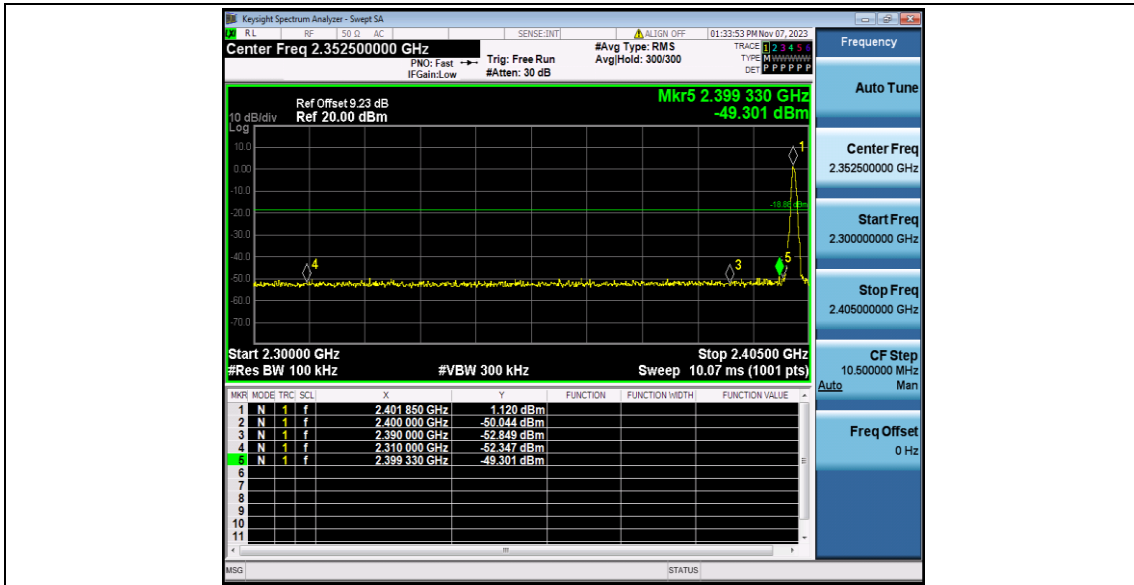 Keysight Spectrum Analyzer - Swept SA
RL RF 50 Ω AC SENSE:INT ALIGN OFF 01:33:53 PM Nov 07, 2023
Center Freq 2.352500000 GHz
PNO: Fast Trig: Free Run
IFGain:Low #Atten: 30 dB
#Avg Type: RMS
Avg|Hold: 300/300
TRACE 1 2 3 4 5 6
TYPE M WWWWW
DET P P P P P P
Mkr5 2.399 330 GHz
-49.301 dBm
Ref Offset 9.23 dB
10 dB/div Ref 20.00 dBm
Log
10.0
0.00
-10.0
-20.0
-30.0
-40.0
-50.0
-60.0
-70.0
1
4
3
5
Start 2.30000 GHz Stop 2.40500 GHz
#Res BW 100 kHz #VBW 300 kHz Sweep 10.07 ms (1001 pts)
MKR MODE TRC SCL X Y FUNCTION FUNCTION WIDTH FUNCTION VALUE
1 N 1 f 2.401 850 GHz 1.120 dBm
2 N 1 f 2.400 000 GHz -50.044 dBm
3 N 1 f 2.390 000 GHz -52.849 dBm
4 N 1 f 2.310 000 GHz -52.347 dBm
5 N 1 f 2.399 330 GHz -49.301 dBm
6
7
8
9
10
11
MSG STATUS
Frequency
Auto Tune
Center Freq
2.352500000 GHz
Start Freq
2.300000000 GHz
Stop Freq
2.405000000 GHz
CF Step
10.500000 MHz
Auto Man
Freq Offset
0 Hz